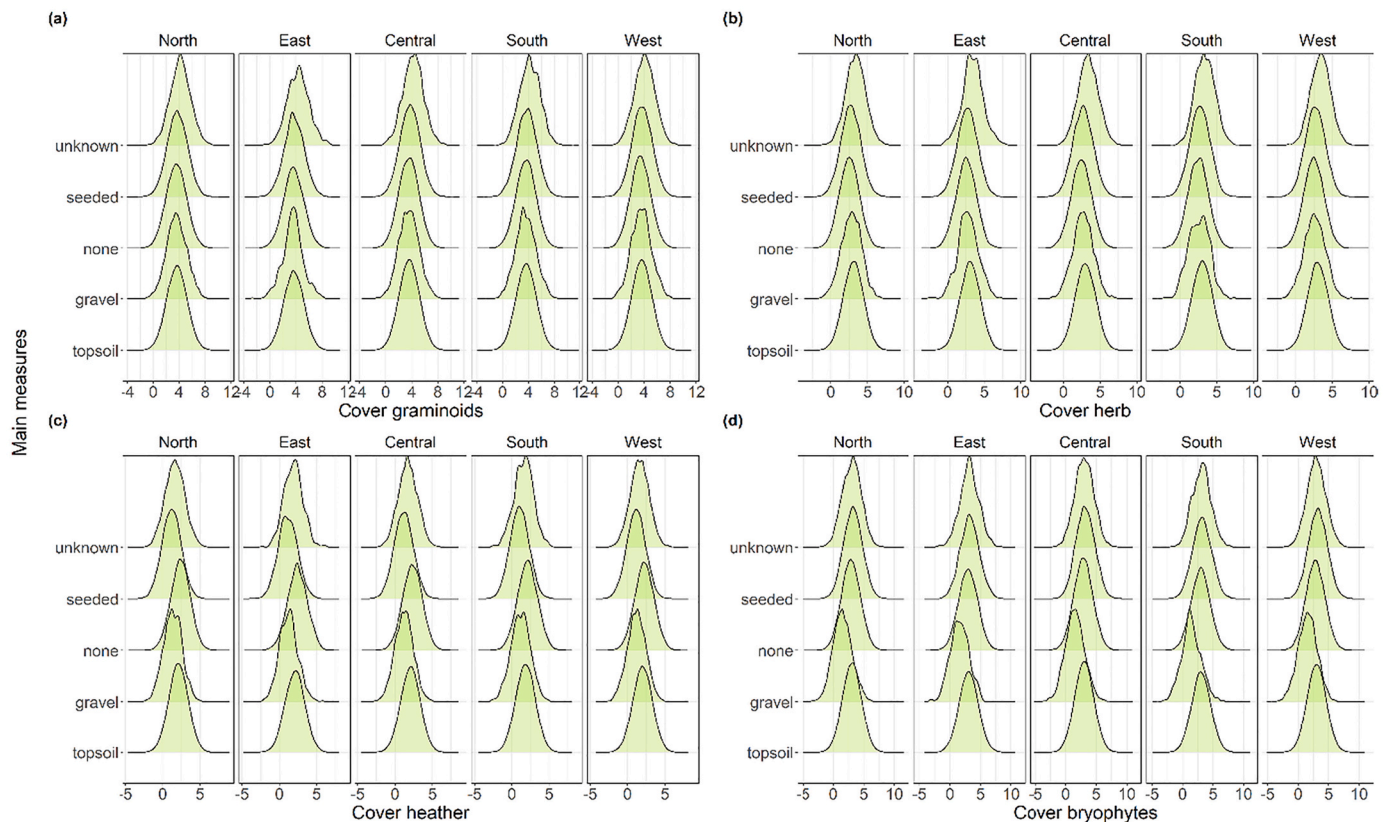 (a)
North East Central South West
unknown
seeded
none
gravel
topsoil
-4 0 4 8 12-4 0 4 8 12-4 0 4 8 12-4 0 4 8 12-4 0 4 8 12
Cover graminoids
(b)
North East Central South West
unknown
seeded
none
gravel
topsoil
0 5 10 0 5 10 0 5 10 0 5 10 0 5 10
Cover herb
Main measures
(c)
North East Central South West
unknown
seeded
none
gravel
topsoil
-5 0 5 -5 0 5 -5 0 5 -5 0 5 -5 0 5
Cover heather
(d)
North East Central South West
unknown
seeded
none
gravel
topsoil
-5 0 5 10 -5 0 5 10 -5 0 5 10 -5 0 5 10 -5 0 5 10
Cover bryophytes